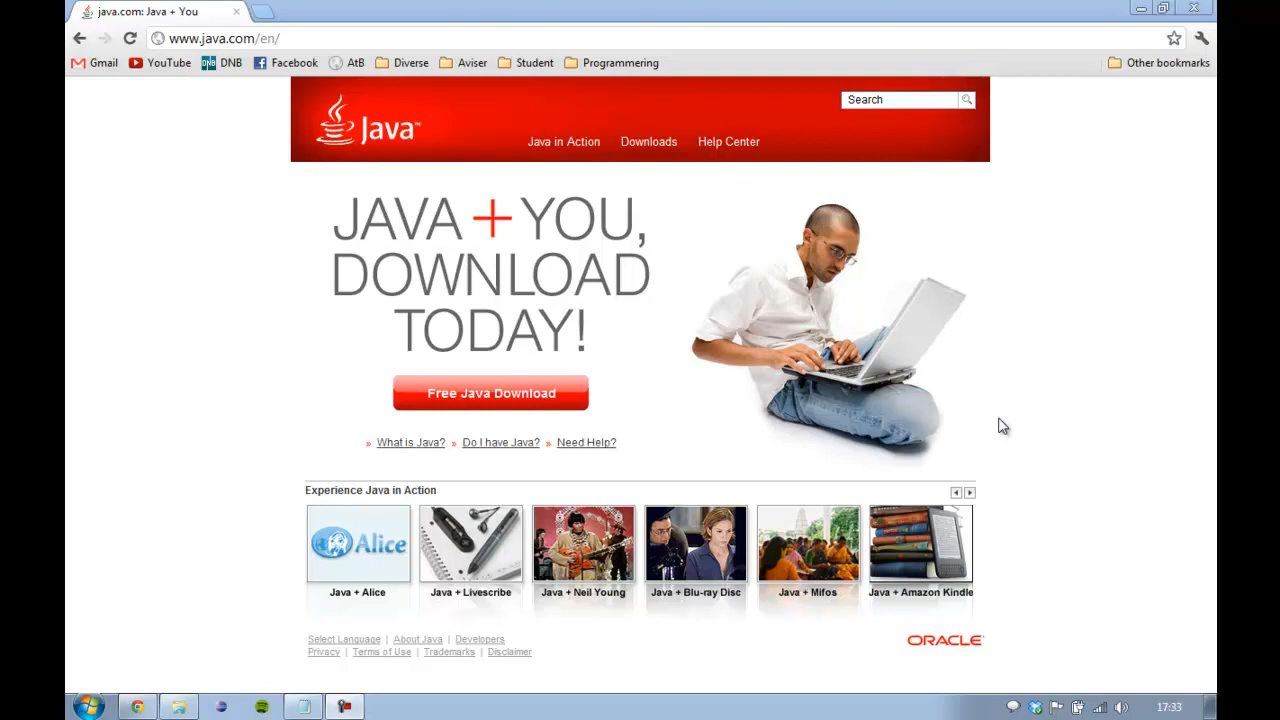 java.com: Java + You
www.java.com/en/
Gmail YouTube DNB Facebook AtB Diverse Aviser Student Programmering Other bookmarks
Search
Java™
Java in Action Downloads Help Center
JAVA + YOU,
DOWNLOAD
TODAY!
Free Java Download
» What is Java? » Do I have Java? » Need Help?
Experience Java in Action
Alice
Java + Alice Java + Livescribe Java + Neil Young Java + Blu-ray Disc Java + Mifos Java + Amazon Kindle
Select Language | About Java | Developers
Privacy | Terms of Use | Trademarks | Disclaimer
ORACLE
17:33